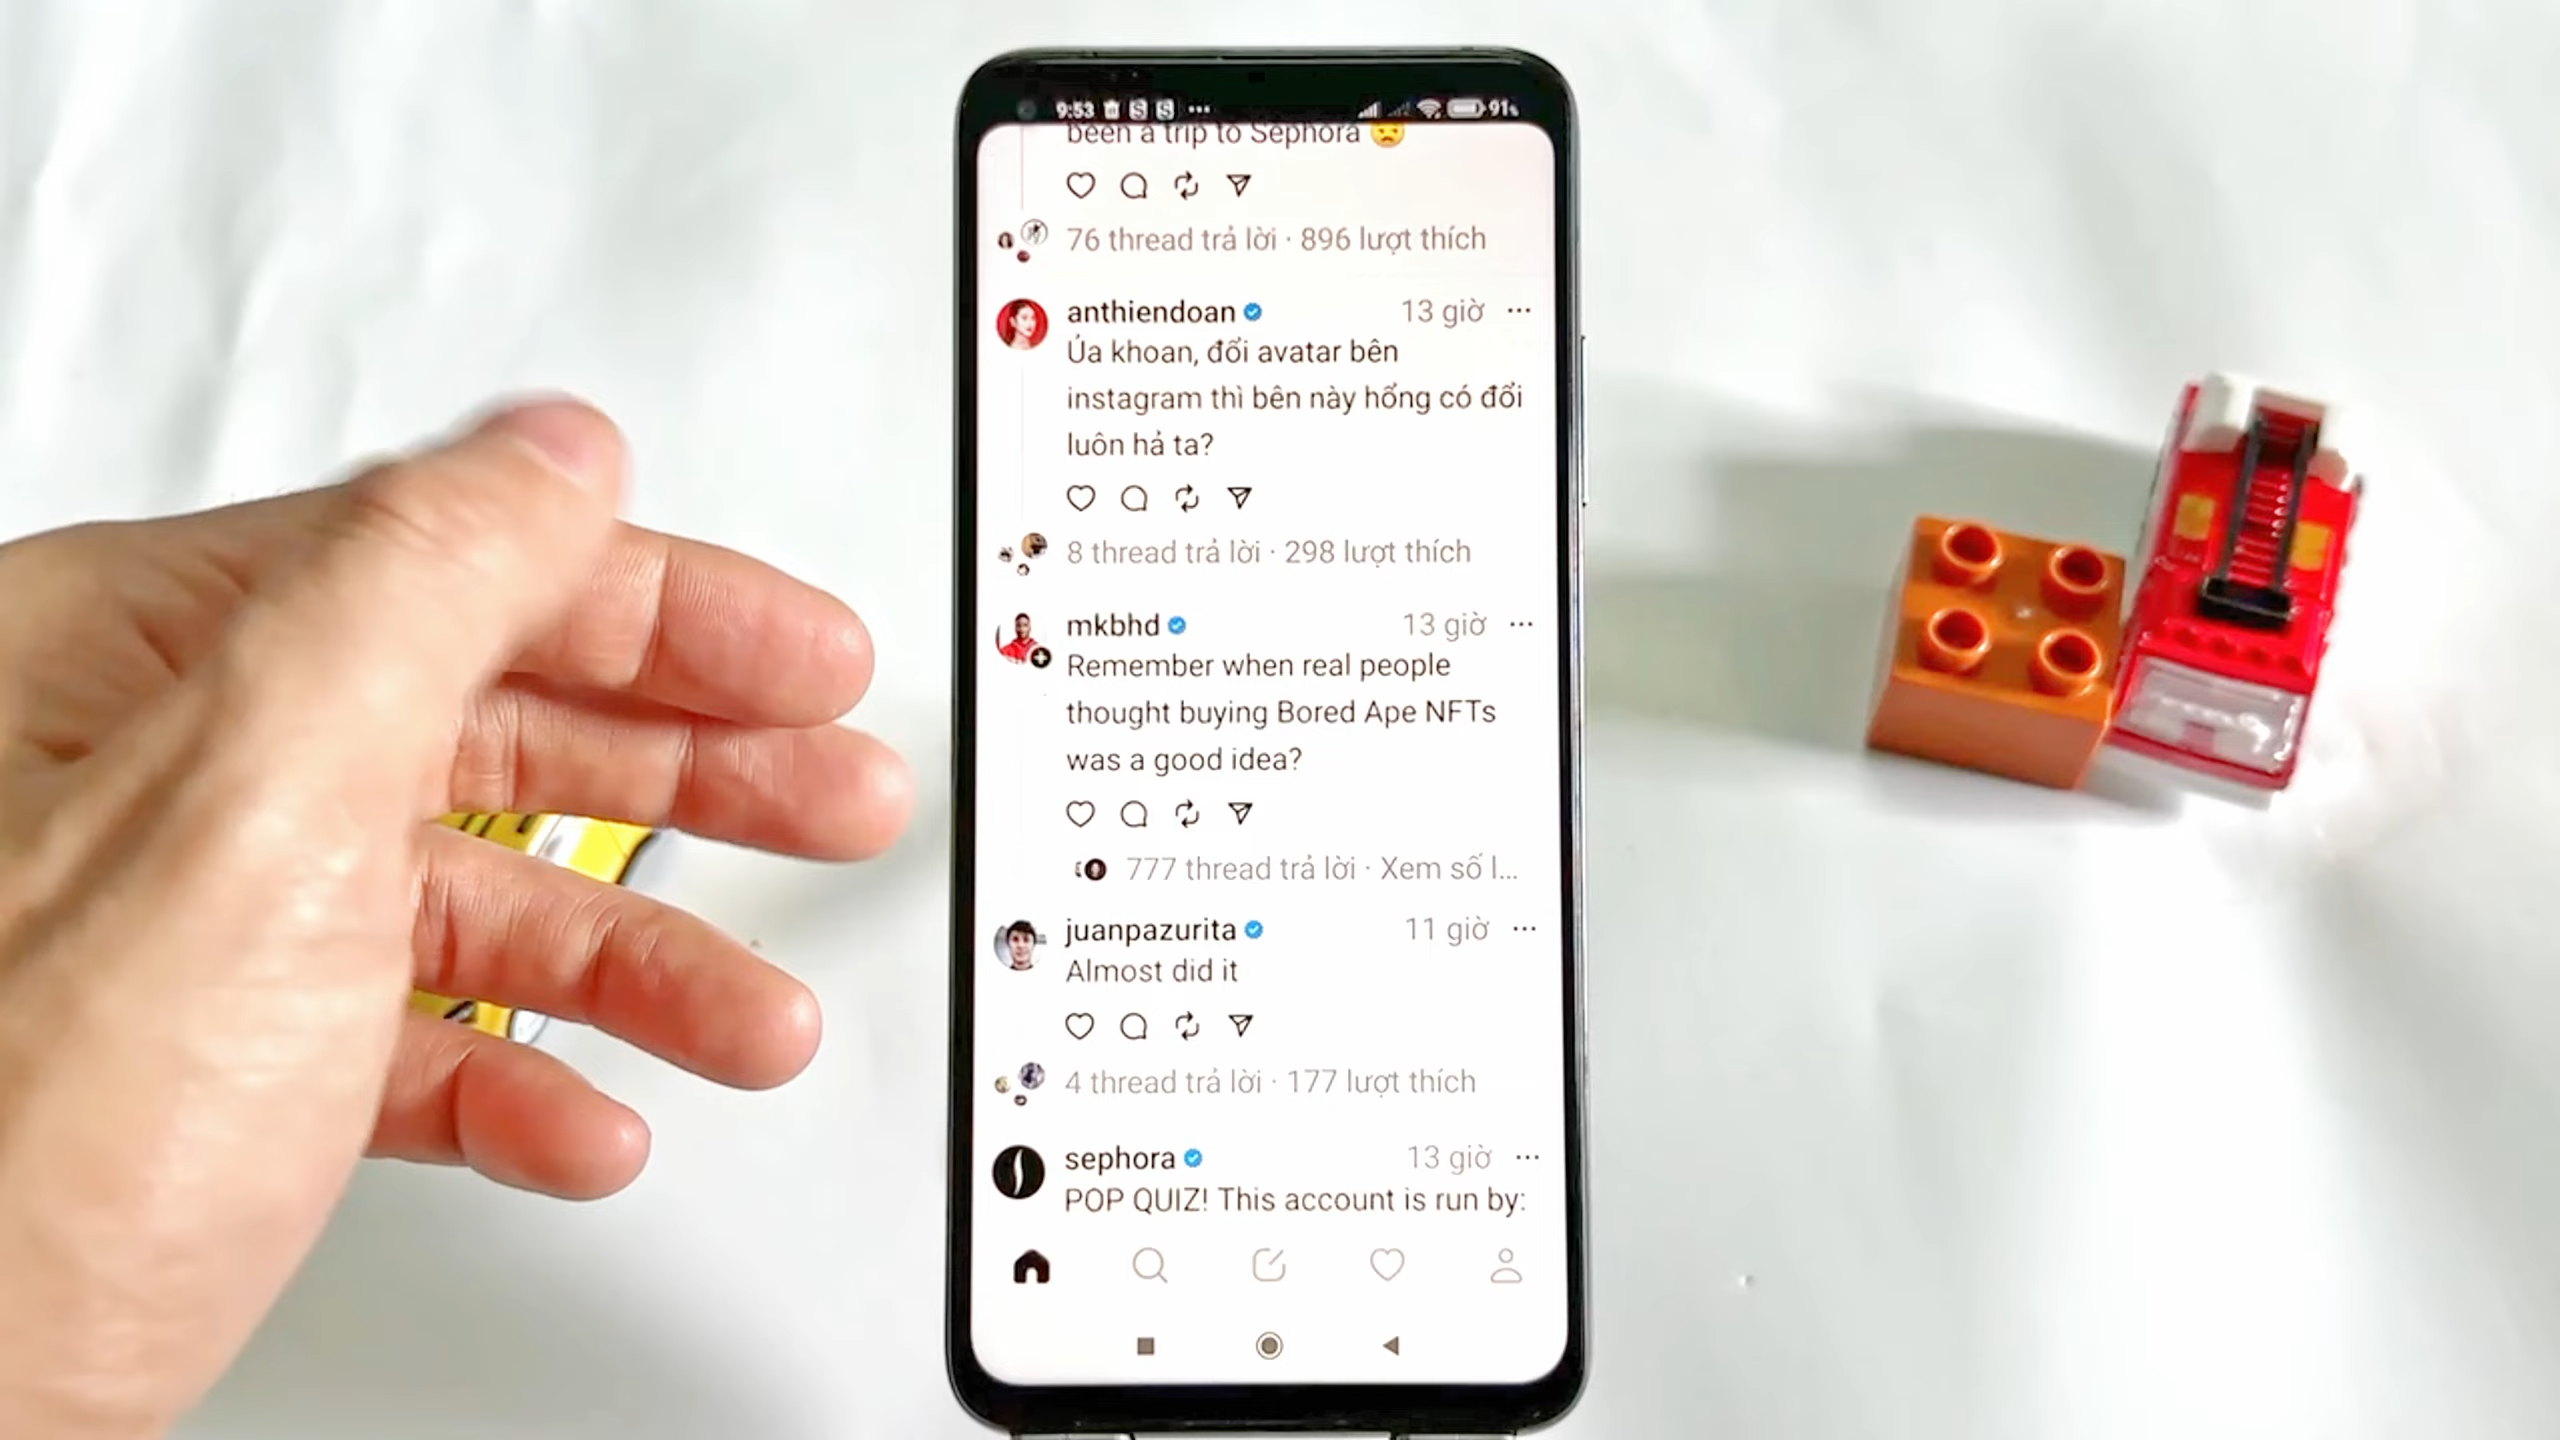 9:53
91%
been a trip to Sephora
76 thread trả lời · 896 lượt thích
anthiendoan
13 giờ
Ủa khoan, đổi avatar bên
instagram thì bên này hổng có đổi
luôn hả ta?
8 thread trả lời · 298 lượt thích
mkbhd
13 giờ
Remember when real people
thought buying Bored Ape NFTs
was a good idea?
777 thread trả lời · Xem số l...
juanpazurita
11 giờ
Almost did it
4 thread trả lời · 177 lượt thích
sephora
13 giờ
POP QUIZ! This account is run by: